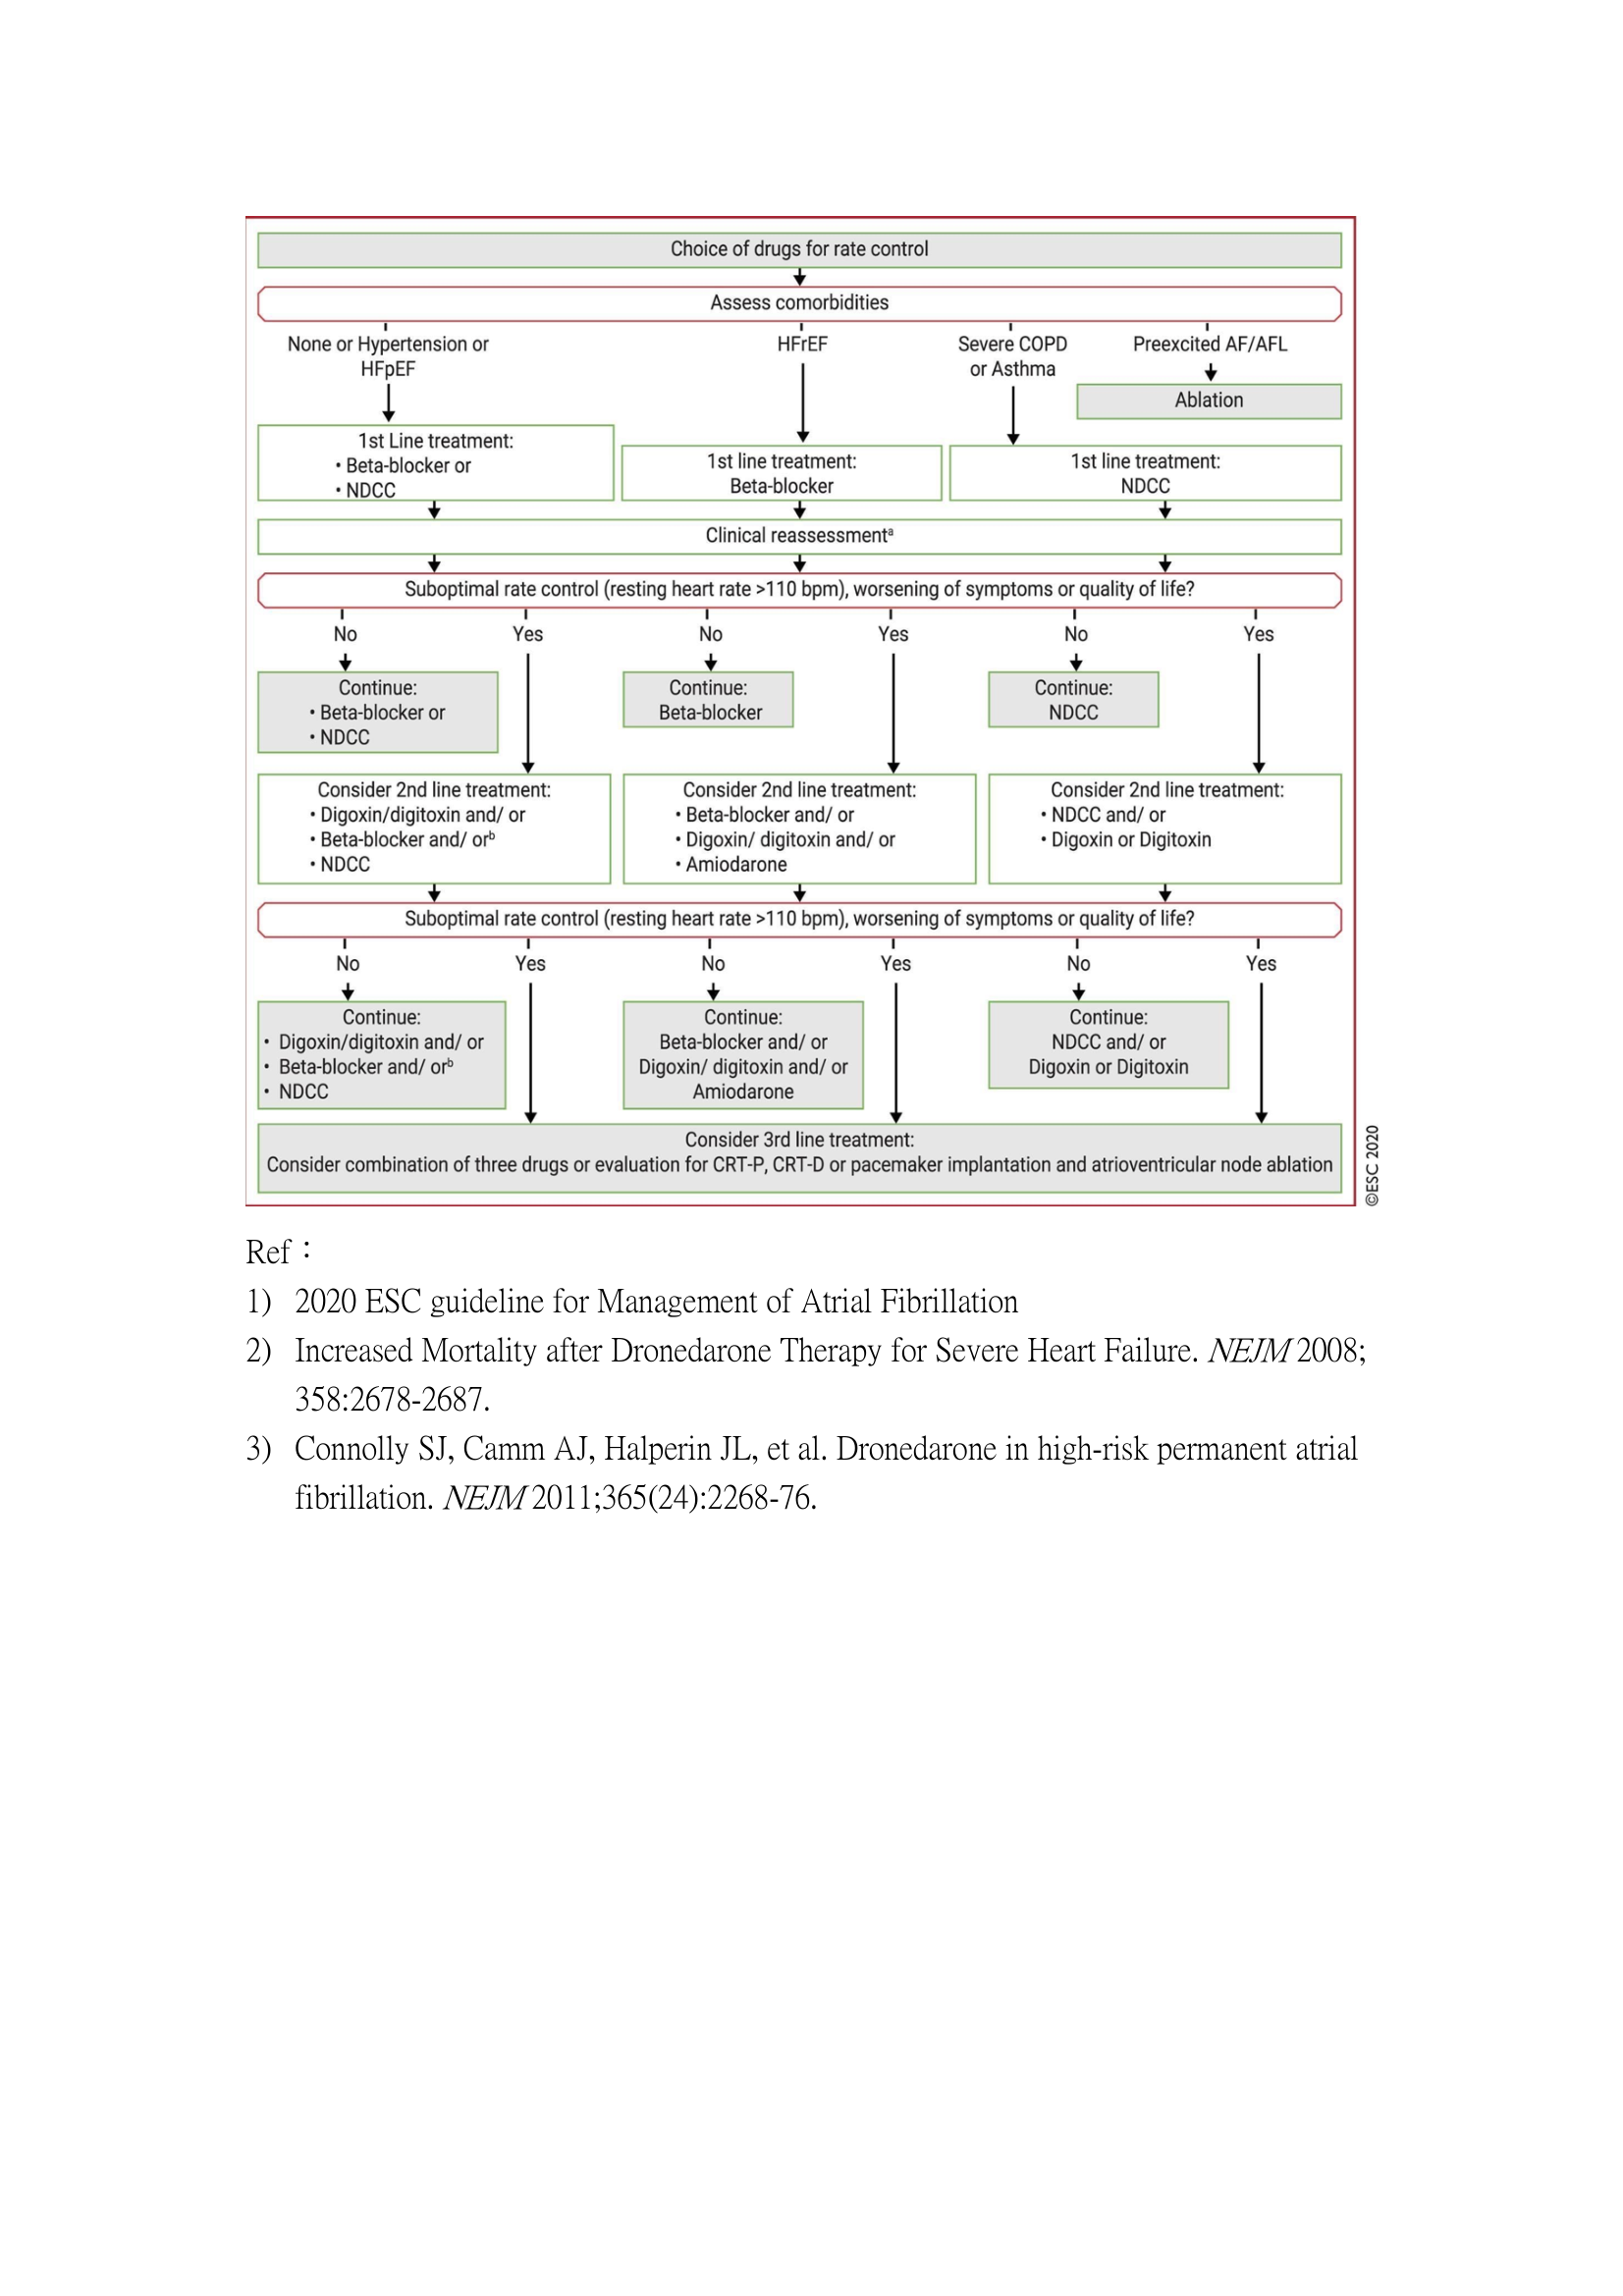 Choice of drugs for rate control
Assess comorbidities
None or Hypertension or
HFpEF
HFrEF
Severe COPD
or Asthma
Preexcited AF/AFL
Ablation
1st Line treatment:
• Beta-blocker or
• NDCC
1st line treatment:
Beta-blocker
1st line treatment:
NDCC
Clinical reassessmentᵃ
Suboptimal rate control (resting heart rate >110 bpm), worsening of symptoms or quality of life?
No
Yes
No
Yes
No
Yes
Continue:
• Beta-blocker or
• NDCC
Continue:
Beta-blocker
Continue:
NDCC
Consider 2nd line treatment:
• Digoxin/digitoxin and/ or
• Beta-blocker and/ orᵇ
• NDCC
Consider 2nd line treatment:
• Beta-blocker and/ or
• Digoxin/ digitoxin and/ or
• Amiodarone
Consider 2nd line treatment:
• NDCC and/ or
• Digoxin or Digitoxin
Suboptimal rate control (resting heart rate >110 bpm), worsening of symptoms or quality of life?
No
Yes
No
Yes
No
Yes
Continue:
• Digoxin/digitoxin and/ or
• Beta-blocker and/ orᵇ
• NDCC
Continue:
Beta-blocker and/ or
Digoxin/ digitoxin and/ or
Amiodarone
Continue:
NDCC and/ or
Digoxin or Digitoxin
Consider 3rd line treatment:
Consider combination of three drugs or evaluation for CRT-P, CRT-D or pacemaker implantation and atrioventricular node ablation
©ESC 2020
Ref：
1) 2020 ESC guideline for Management of Atrial Fibrillation
2) Increased Mortality after Dronedarone Therapy for Severe Heart Failure. NEJM 2008;
358:2678-2687.
3) Connolly SJ, Camm AJ, Halperin JL, et al. Dronedarone in high-risk permanent atrial
fibrillation. NEJM 2011;365(24):2268-76.